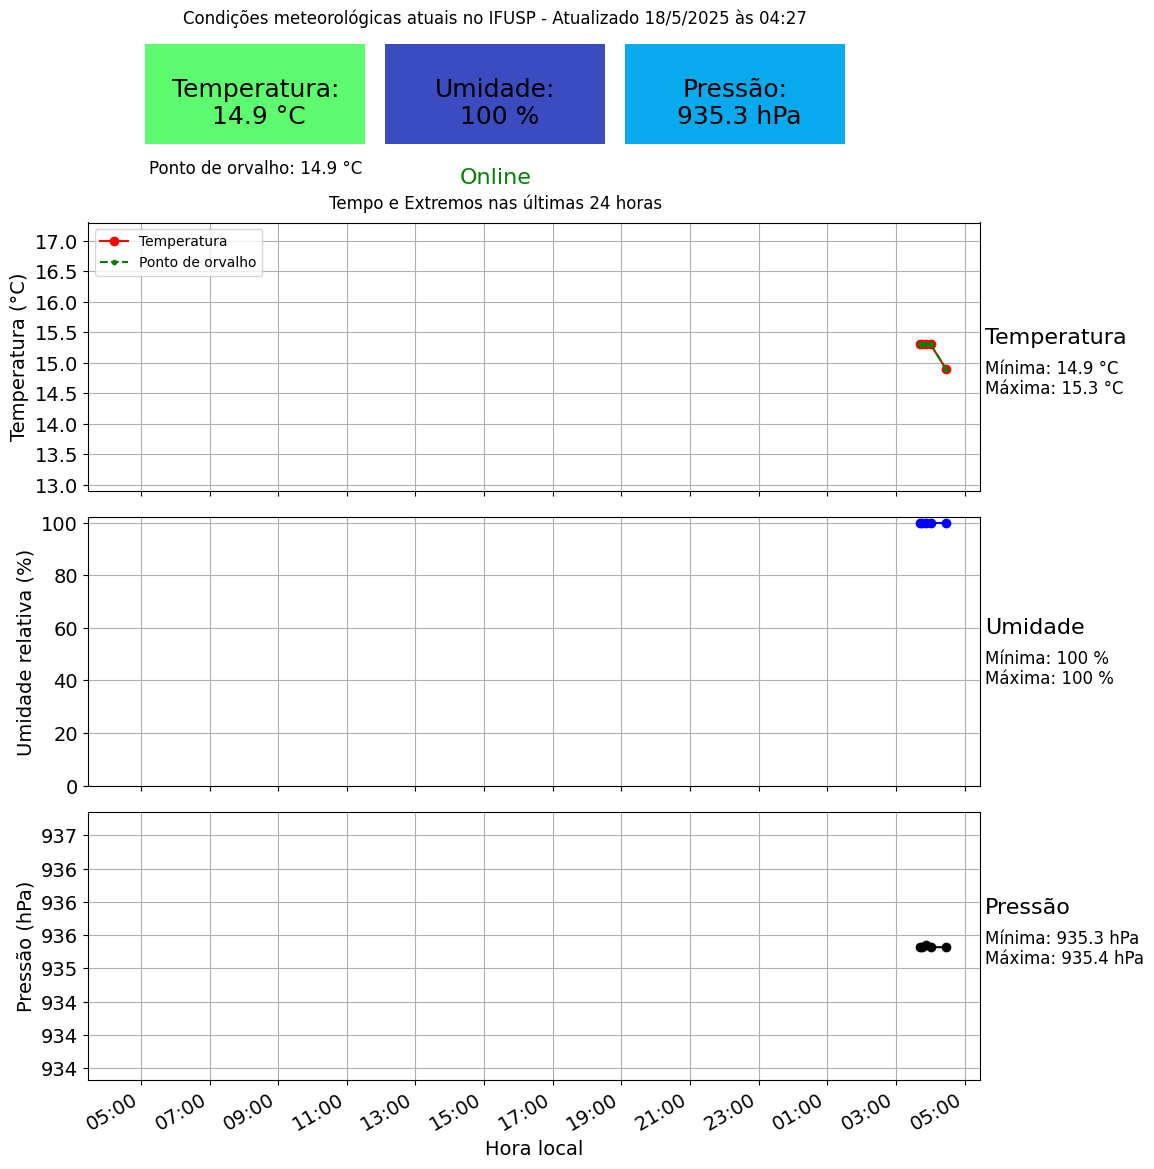 Condições meteorológicas atuais no IFUSP - Atualizado 18/5/2025 às 04:27
Temperatura:
14.9 °C
Umidade:
100 %
Pressão:
935.3 hPa
Ponto de orvalho: 14.9 °C
Online
Tempo e Extremos nas últimas 24 horas
Temperatura (°C)
17.0
16.5
16.0
15.5
15.0
14.5
14.0
13.5
13.0
Temperatura
Ponto de orvalho
Temperatura
Mínima: 14.9 °C
Máxima: 15.3 °C
Umidade relativa (%)
100
80
60
40
20
0
Umidade
Mínima: 100 %
Máxima: 100 %
Pressão (hPa)
937
936
936
936
935
934
934
934
Pressão
Mínima: 935.3 hPa
Máxima: 935.4 hPa
05:00
07:00
09:00
11:00
13:00
15:00
17:00
19:00
21:00
23:00
01:00
03:00
05:00
Hora local